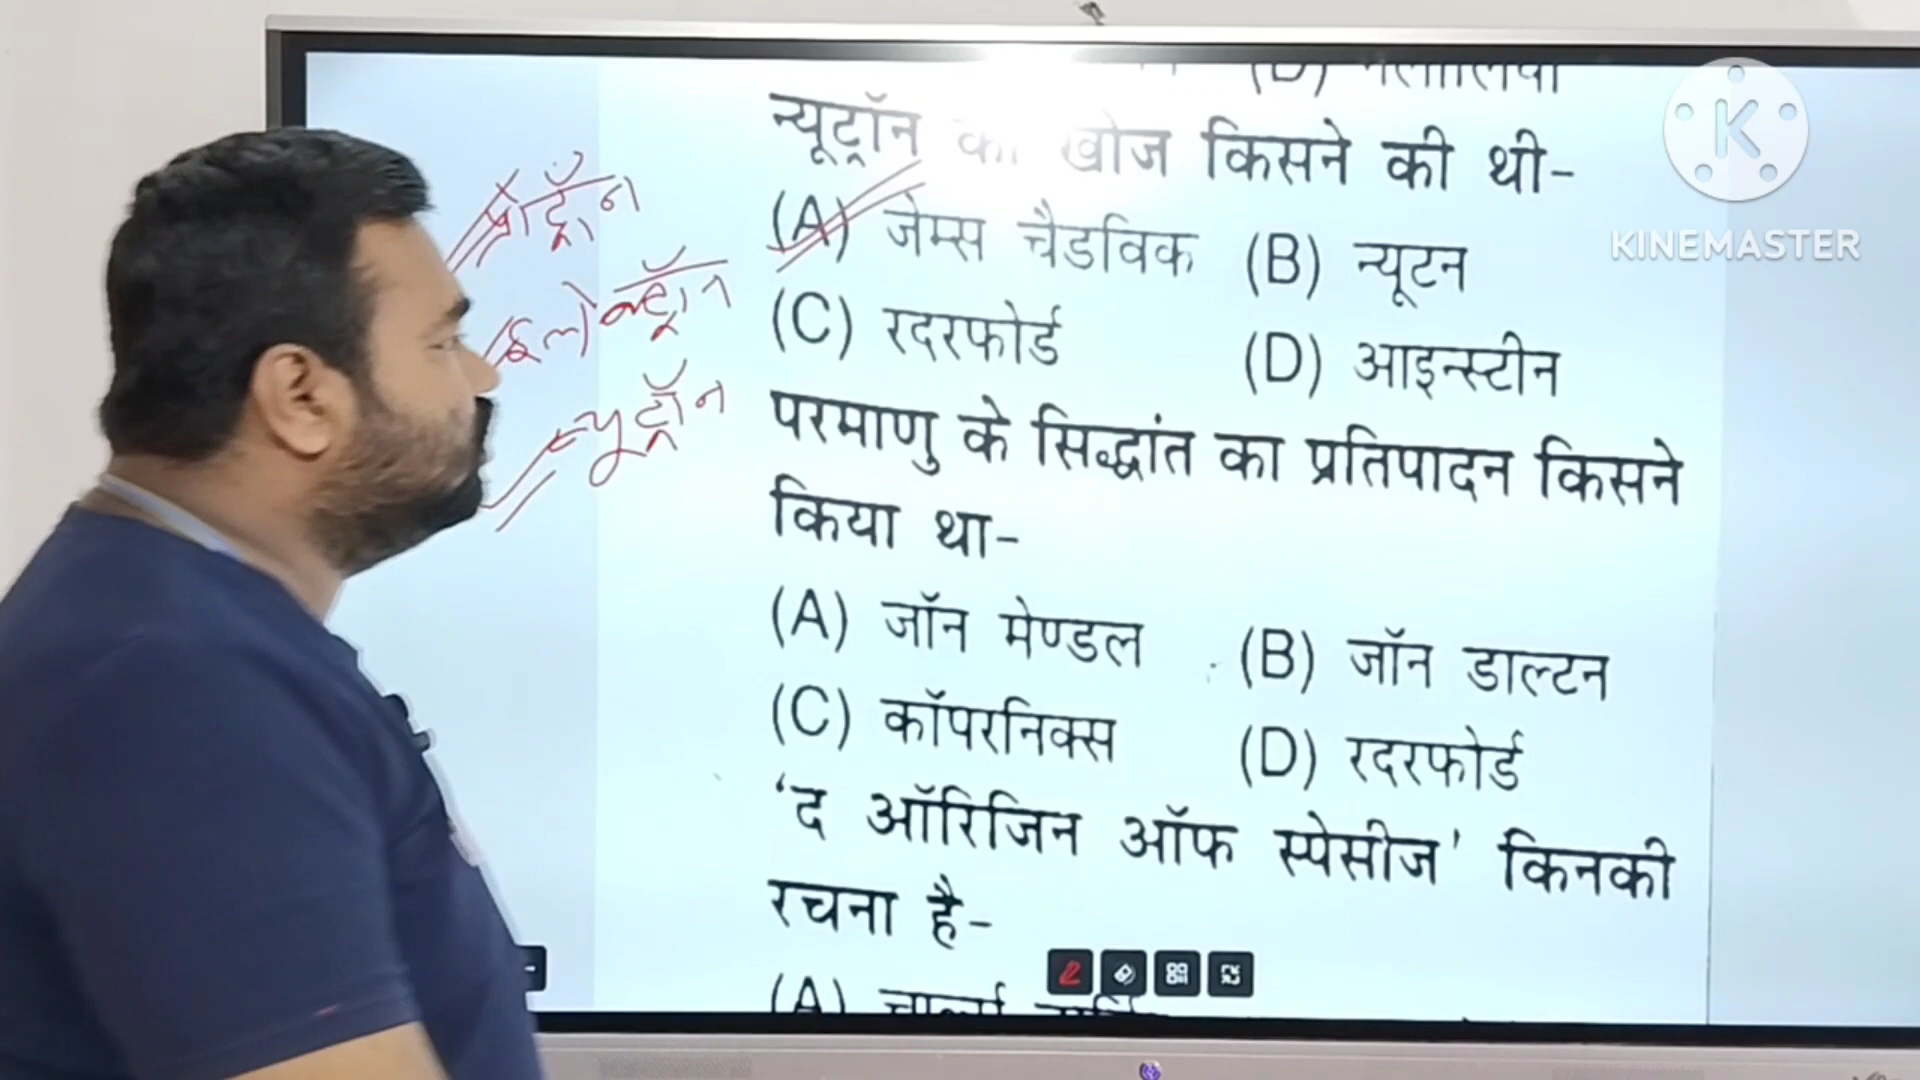 (D)
न्यूट्रॉन की खोज किसने की थी-
(A) जेम्स चैडविक (B) न्यूटन
(C) रदरफोर्ड (D) आइन्स्टीन
परमाणु के सिद्धांत का प्रतिपादन किसने
किया था-
(A) जॉन मेण्डल (B) जॉन डाल्टन
(C) कॉपरनिक्स (D) रदरफोर्ड
'द ऑरिजिन ऑफ स्पेसीज' किनकी
रचना है-
(A) चार्ल्स
प्रोट्रॉन
इलेक्ट्रॉन
न्यूट्रॉन
K
KINEMASTER